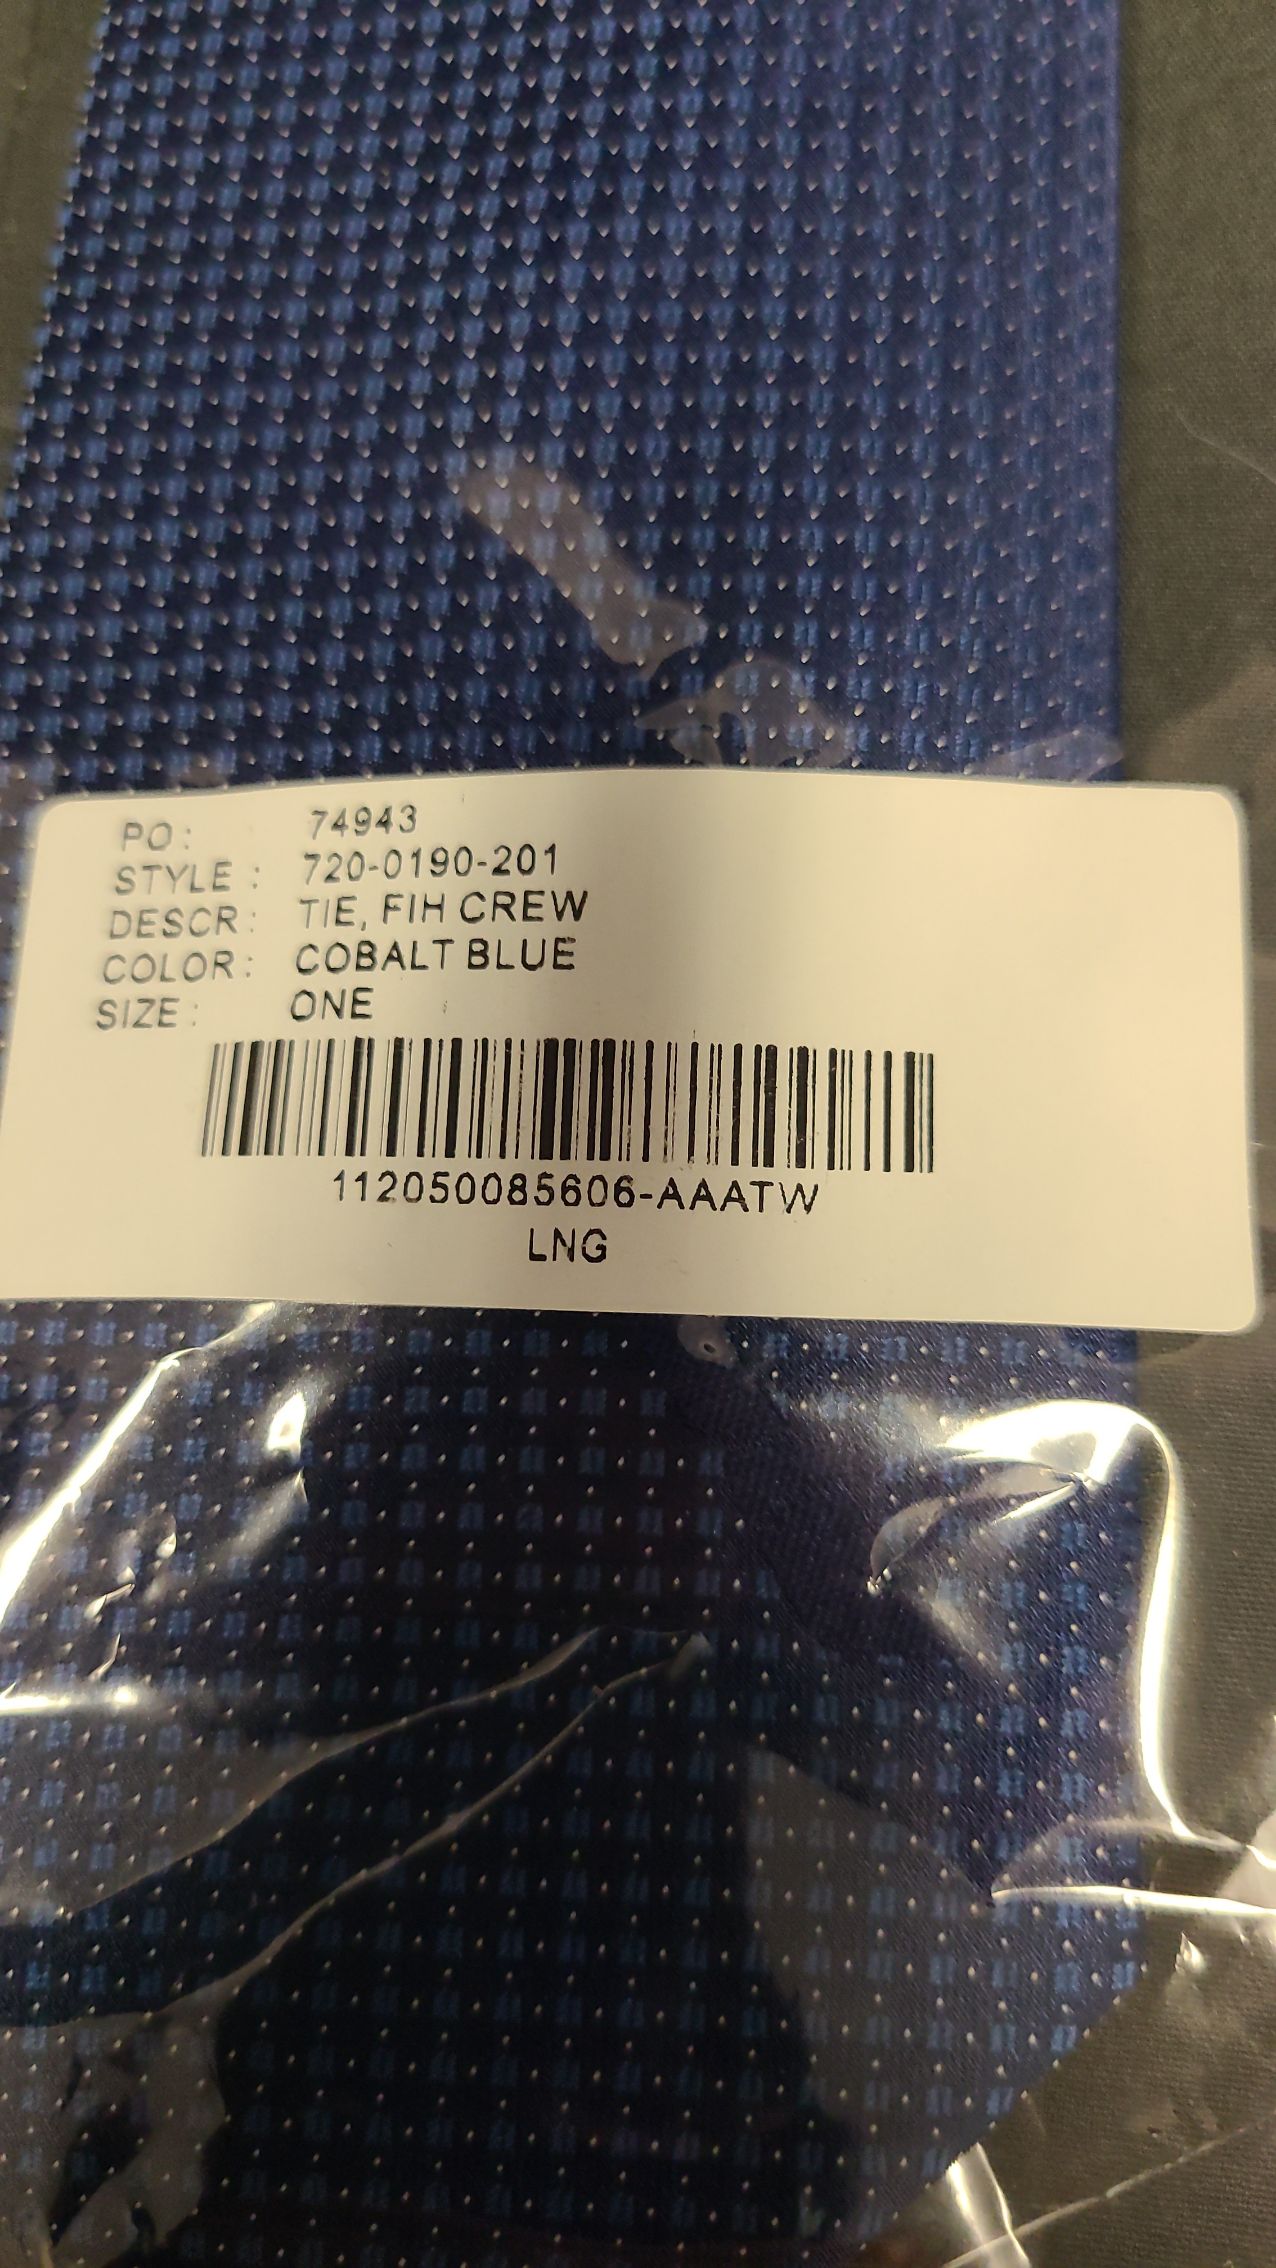 PO: 74943
STYLE: 720-0190-201
DESCR: TIE, FIH CREW
COLOR: COBALT BLUE
SIZE: ONE
112050085606-AAATW
LNG